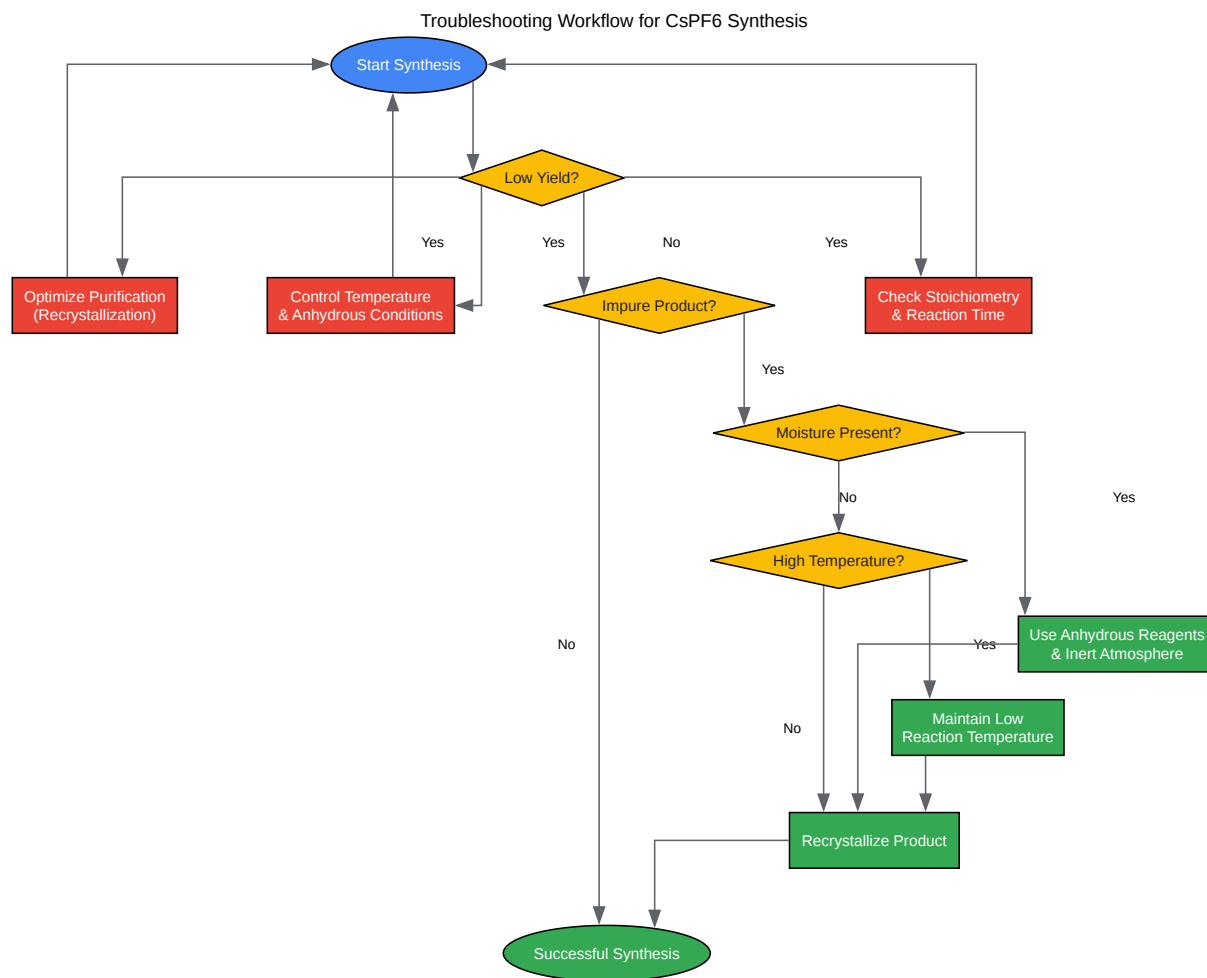 Troubleshooting Workflow for CsPF6 Synthesis
Start Synthesis
Low Yield?
Yes
Yes
No
Yes
Optimize Purification
(Recrystallization)
Control Temperature
& Anhydrous Conditions
Impure Product?
Check Stoichiometry
& Reaction Time
Yes
Moisture Present?
No
Yes
High Temperature?
No
Yes
Use Anhydrous Reagents
& Inert Atmosphere
Maintain Low
Reaction Temperature
No
Recrystallize Product
Successful Synthesis